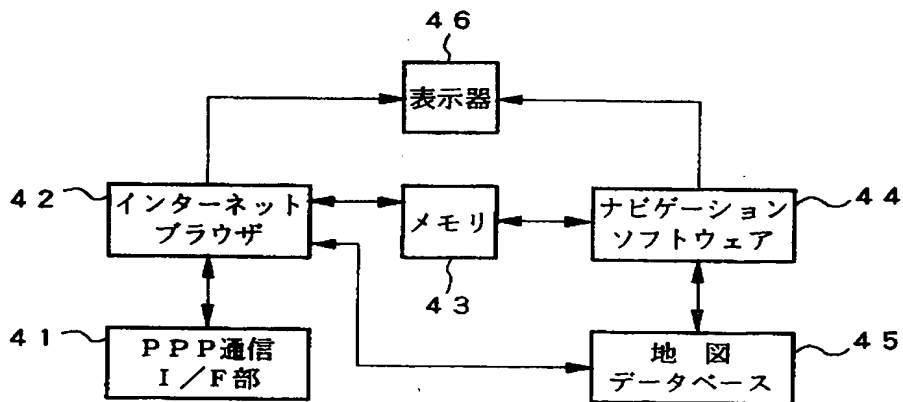 46
表示器
42
インターネット
ブラウザ
メモリ
43
ナビゲーション
ソフトウェア
44
41
PPP通信
I/F部
地 図
データベース
45